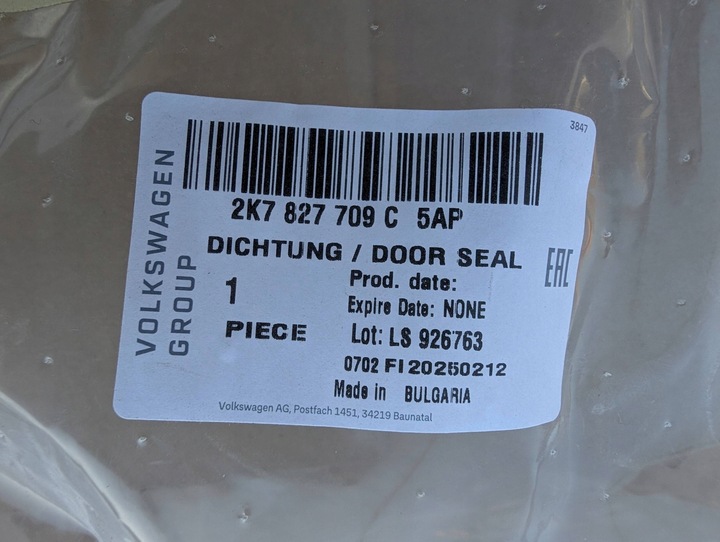 3847
VOLKSWAGEN
GROUP
2K7 827 709 C 5AP
DICHTUNG / DOOR SEAL
EAC
1
PIECE
Prod. date:
Expire Date: NONE
Lot: LS 926763
0702 FI 20250212
Made in BULGARIA
Volkswagen AG, Postfach 1451, 34219 Baunatal